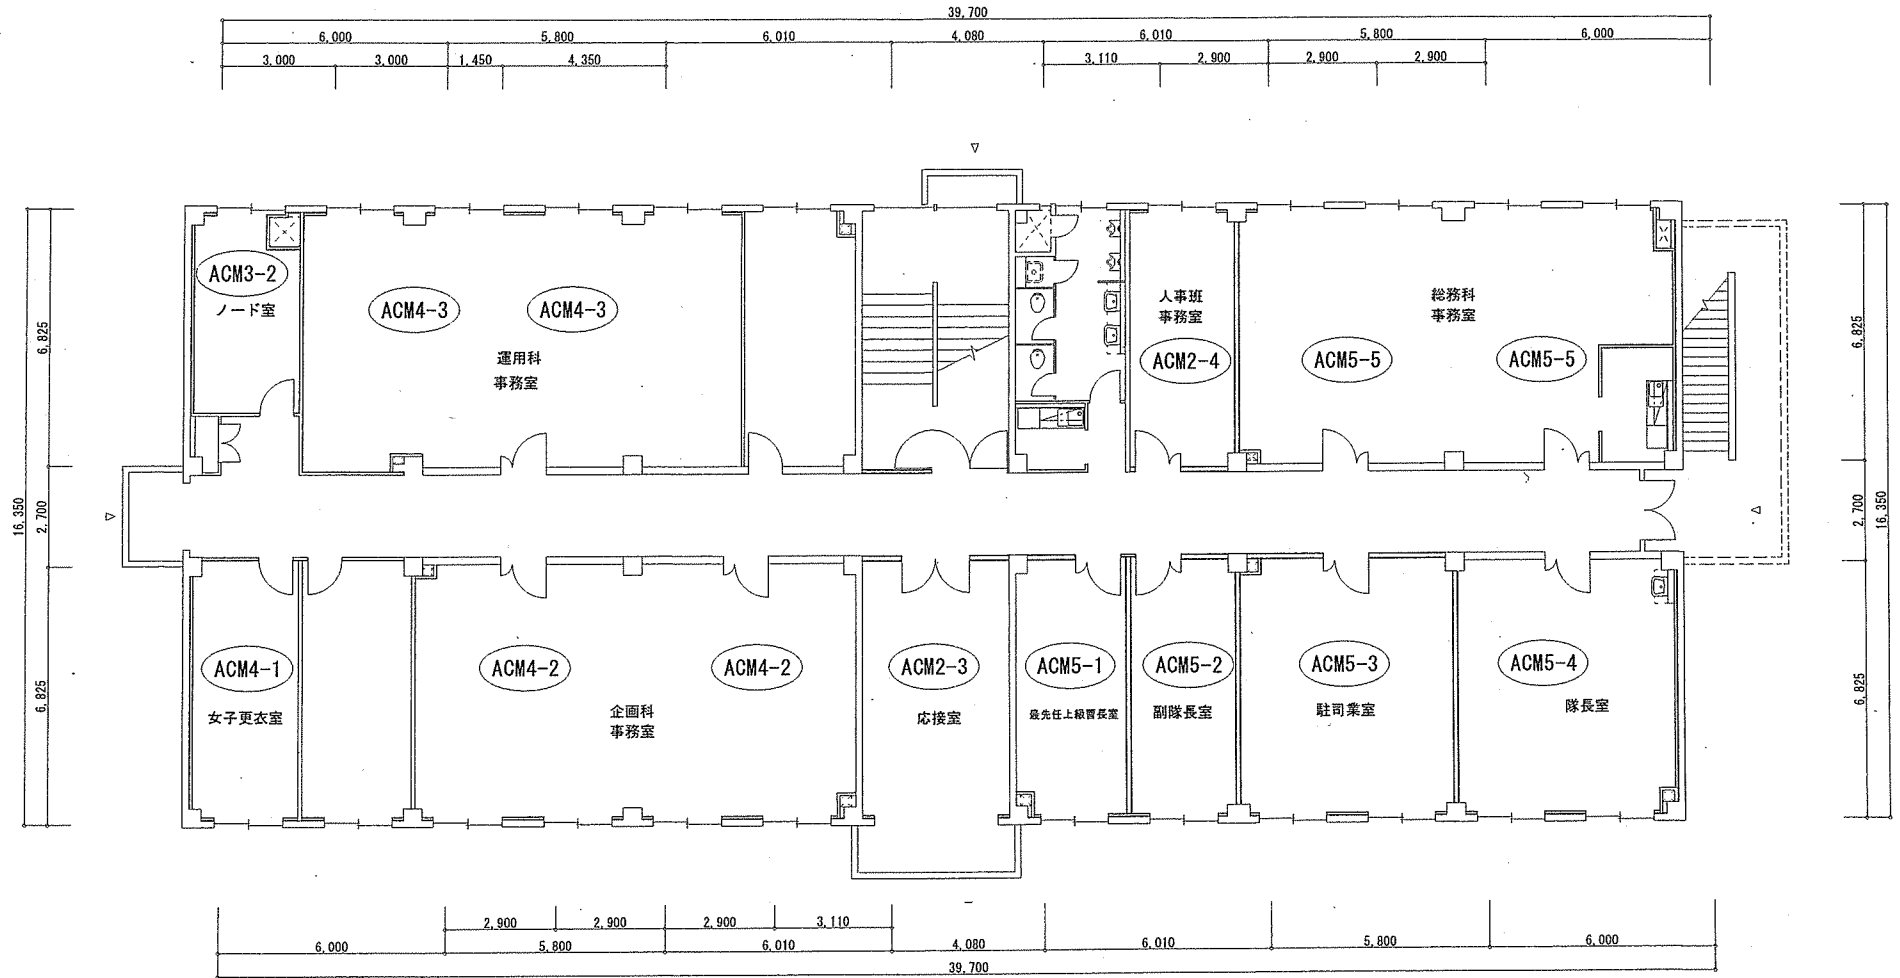 39,700
6,000 5,800 6,010 4,080 6,010 5,800 6,000
3,000 3,000 1,450 4,350 3,110 2,900 2,900 2,900
16,350
6,825
2,700
6,825
ACM3-2
ノード室
ACM4-3
ACM4-3
運用科
事務室
人事班
事務室
ACM2-4
総務科
事務室
ACM5-5
ACM5-5
6,825
2,700
6,825
16,350
ACM4-1
女子更衣室
ACM4-2
ACM4-2
企画科
事務室
ACM2-3
応接室
ACM5-1
最先任上級曹長室
ACM5-2
副隊長室
ACM5-3
駐司業室
ACM5-4
隊長室
2,900 2,900 2,900 3,110
6,000 5,800 6,010 4,080 6,010 5,800 6,000
39,700